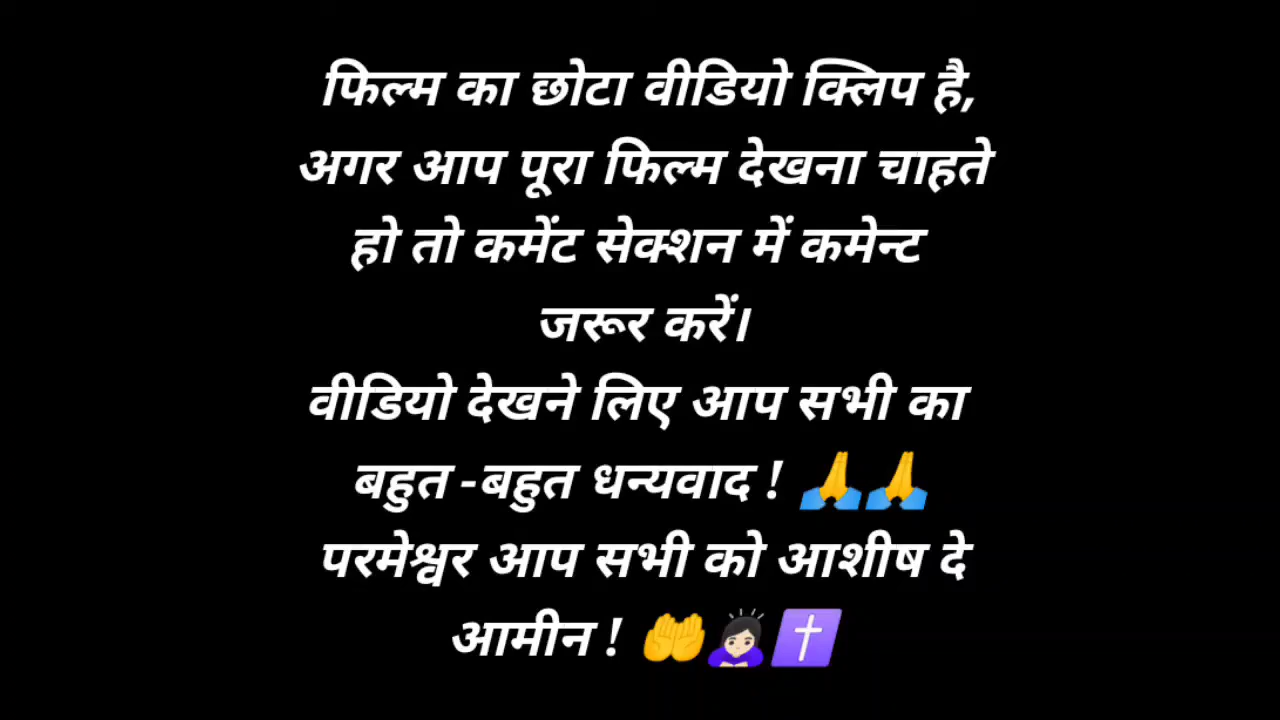 फिल्म का छोटा वीडियो क्लिप है,
अगर आप पूरा फिल्म देखना चाहते
हो तो कमेंट सेक्शन में कमेन्ट
जरूर करें।
वीडियो देखने लिए आप सभी का
बहुत -बहुत धन्यवाद ! 🙏🙏
परमेश्वर आप सभी को आशीष दे
आमीन ! 🤲🙇🏻‍♀️✝️